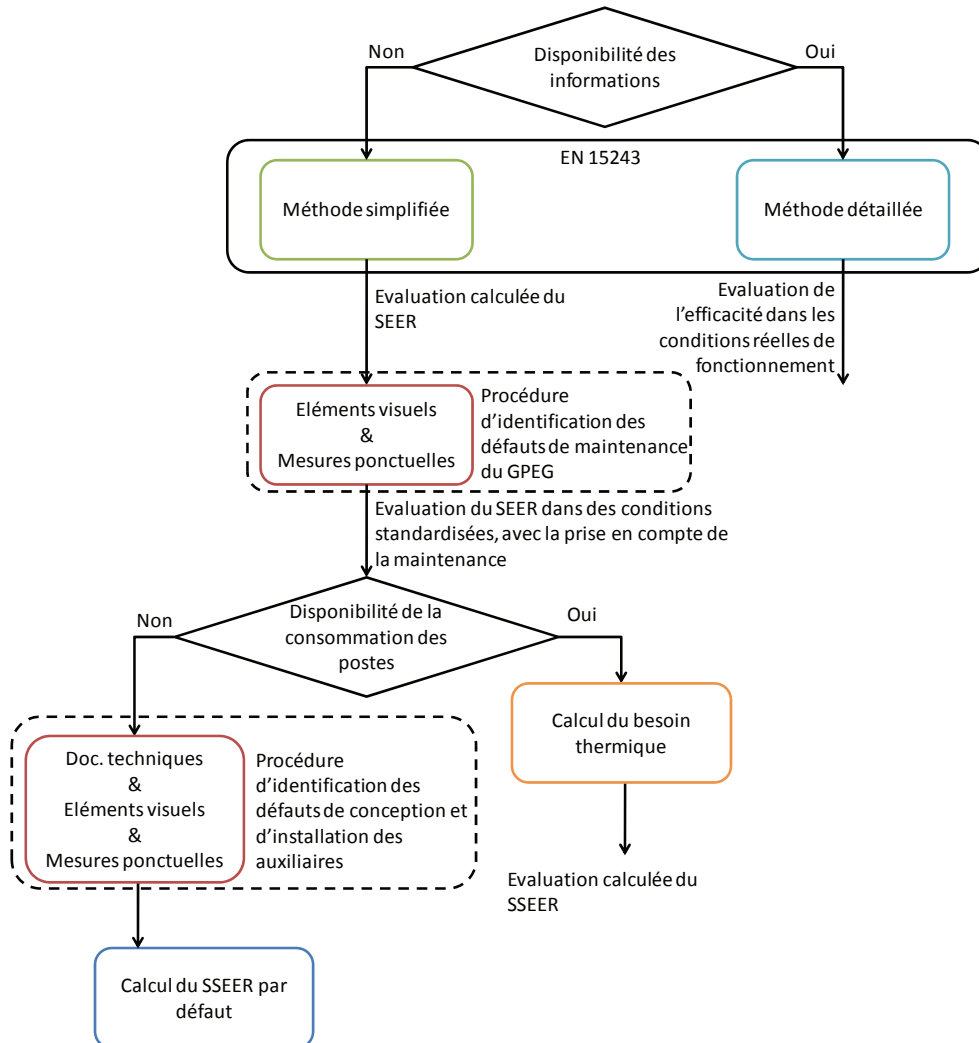 Non
Disponibilité des
informations
Oui
EN 15243
Méthode simplifiée
Méthode détaillée
Evaluation calculée du
SEER
Evaluation de
l'efficacité dans les
conditions réelles de
fonctionnement
Eléments visuels
&
Mesures ponctuelles
Procédure
d'identification des
défauts de maintenance
du GPEG
Evaluation du SEER dans des conditions
standardisées, avec la prise en compte de
la maintenance
Non
Disponibilité de la
consommation des
postes
Oui
Calcul du besoin
thermique
Doc. techniques
&
Eléments visuels
&
Mesures ponctuelles
Procédure
d'identification des
défauts de conception et
d'installation des
auxiliaires
Evaluation calculée du
SSEER
Calcul du SSEER par
défaut